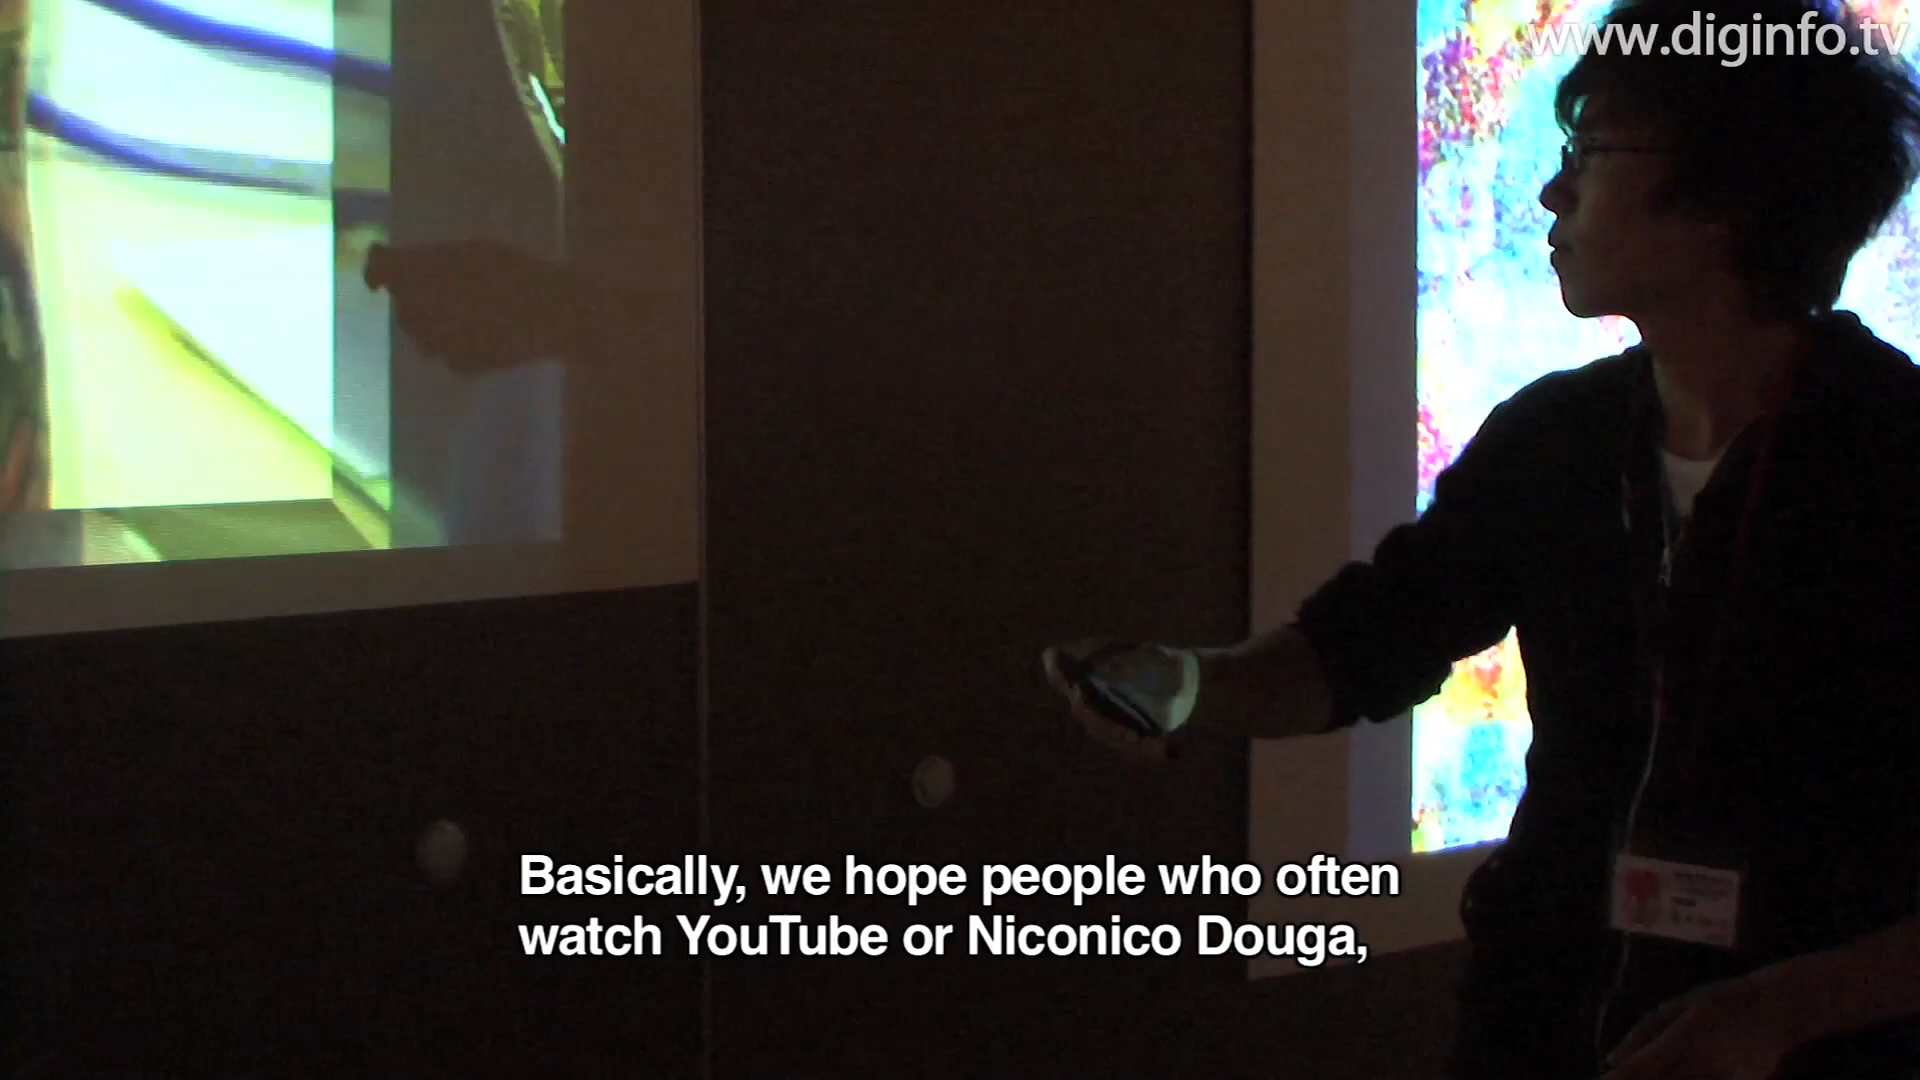 www.diginfo.tv
Basically, we hope people who often
watch YouTube or Niconico Douga,